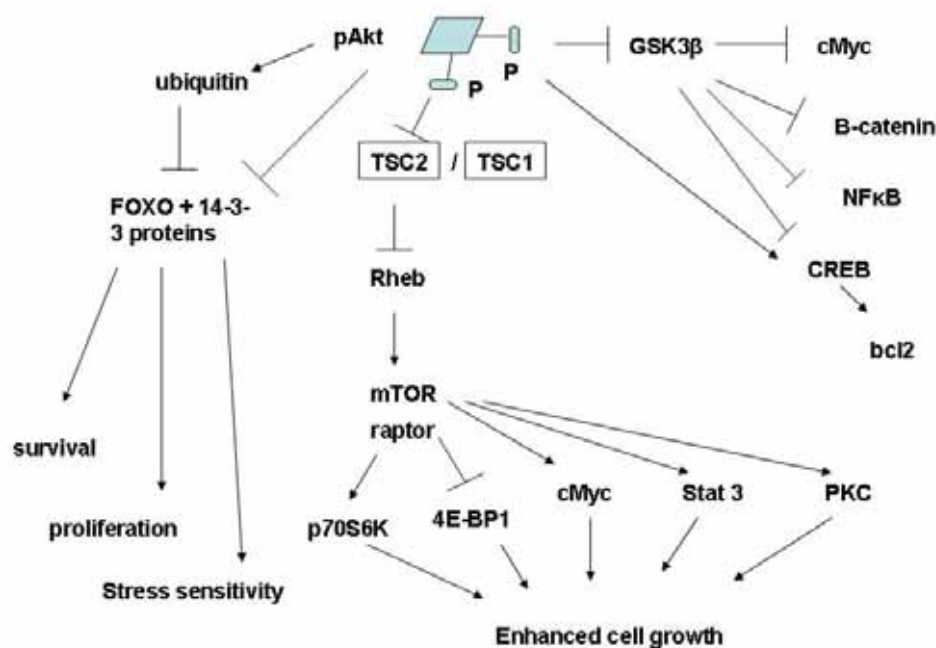 pAkt
GSK3β
cMyc
P
P
ubiquitin
B-catenin
TSC2 / TSC1
NFκB
FOXO + 14-3-
3 proteins
Rheb
CREB
bcl2
mTOR
raptor
survival
cMyc
Stat 3
PKC
p70S6K
4E-BP1
proliferation
Stress sensitivity
Enhanced cell growth